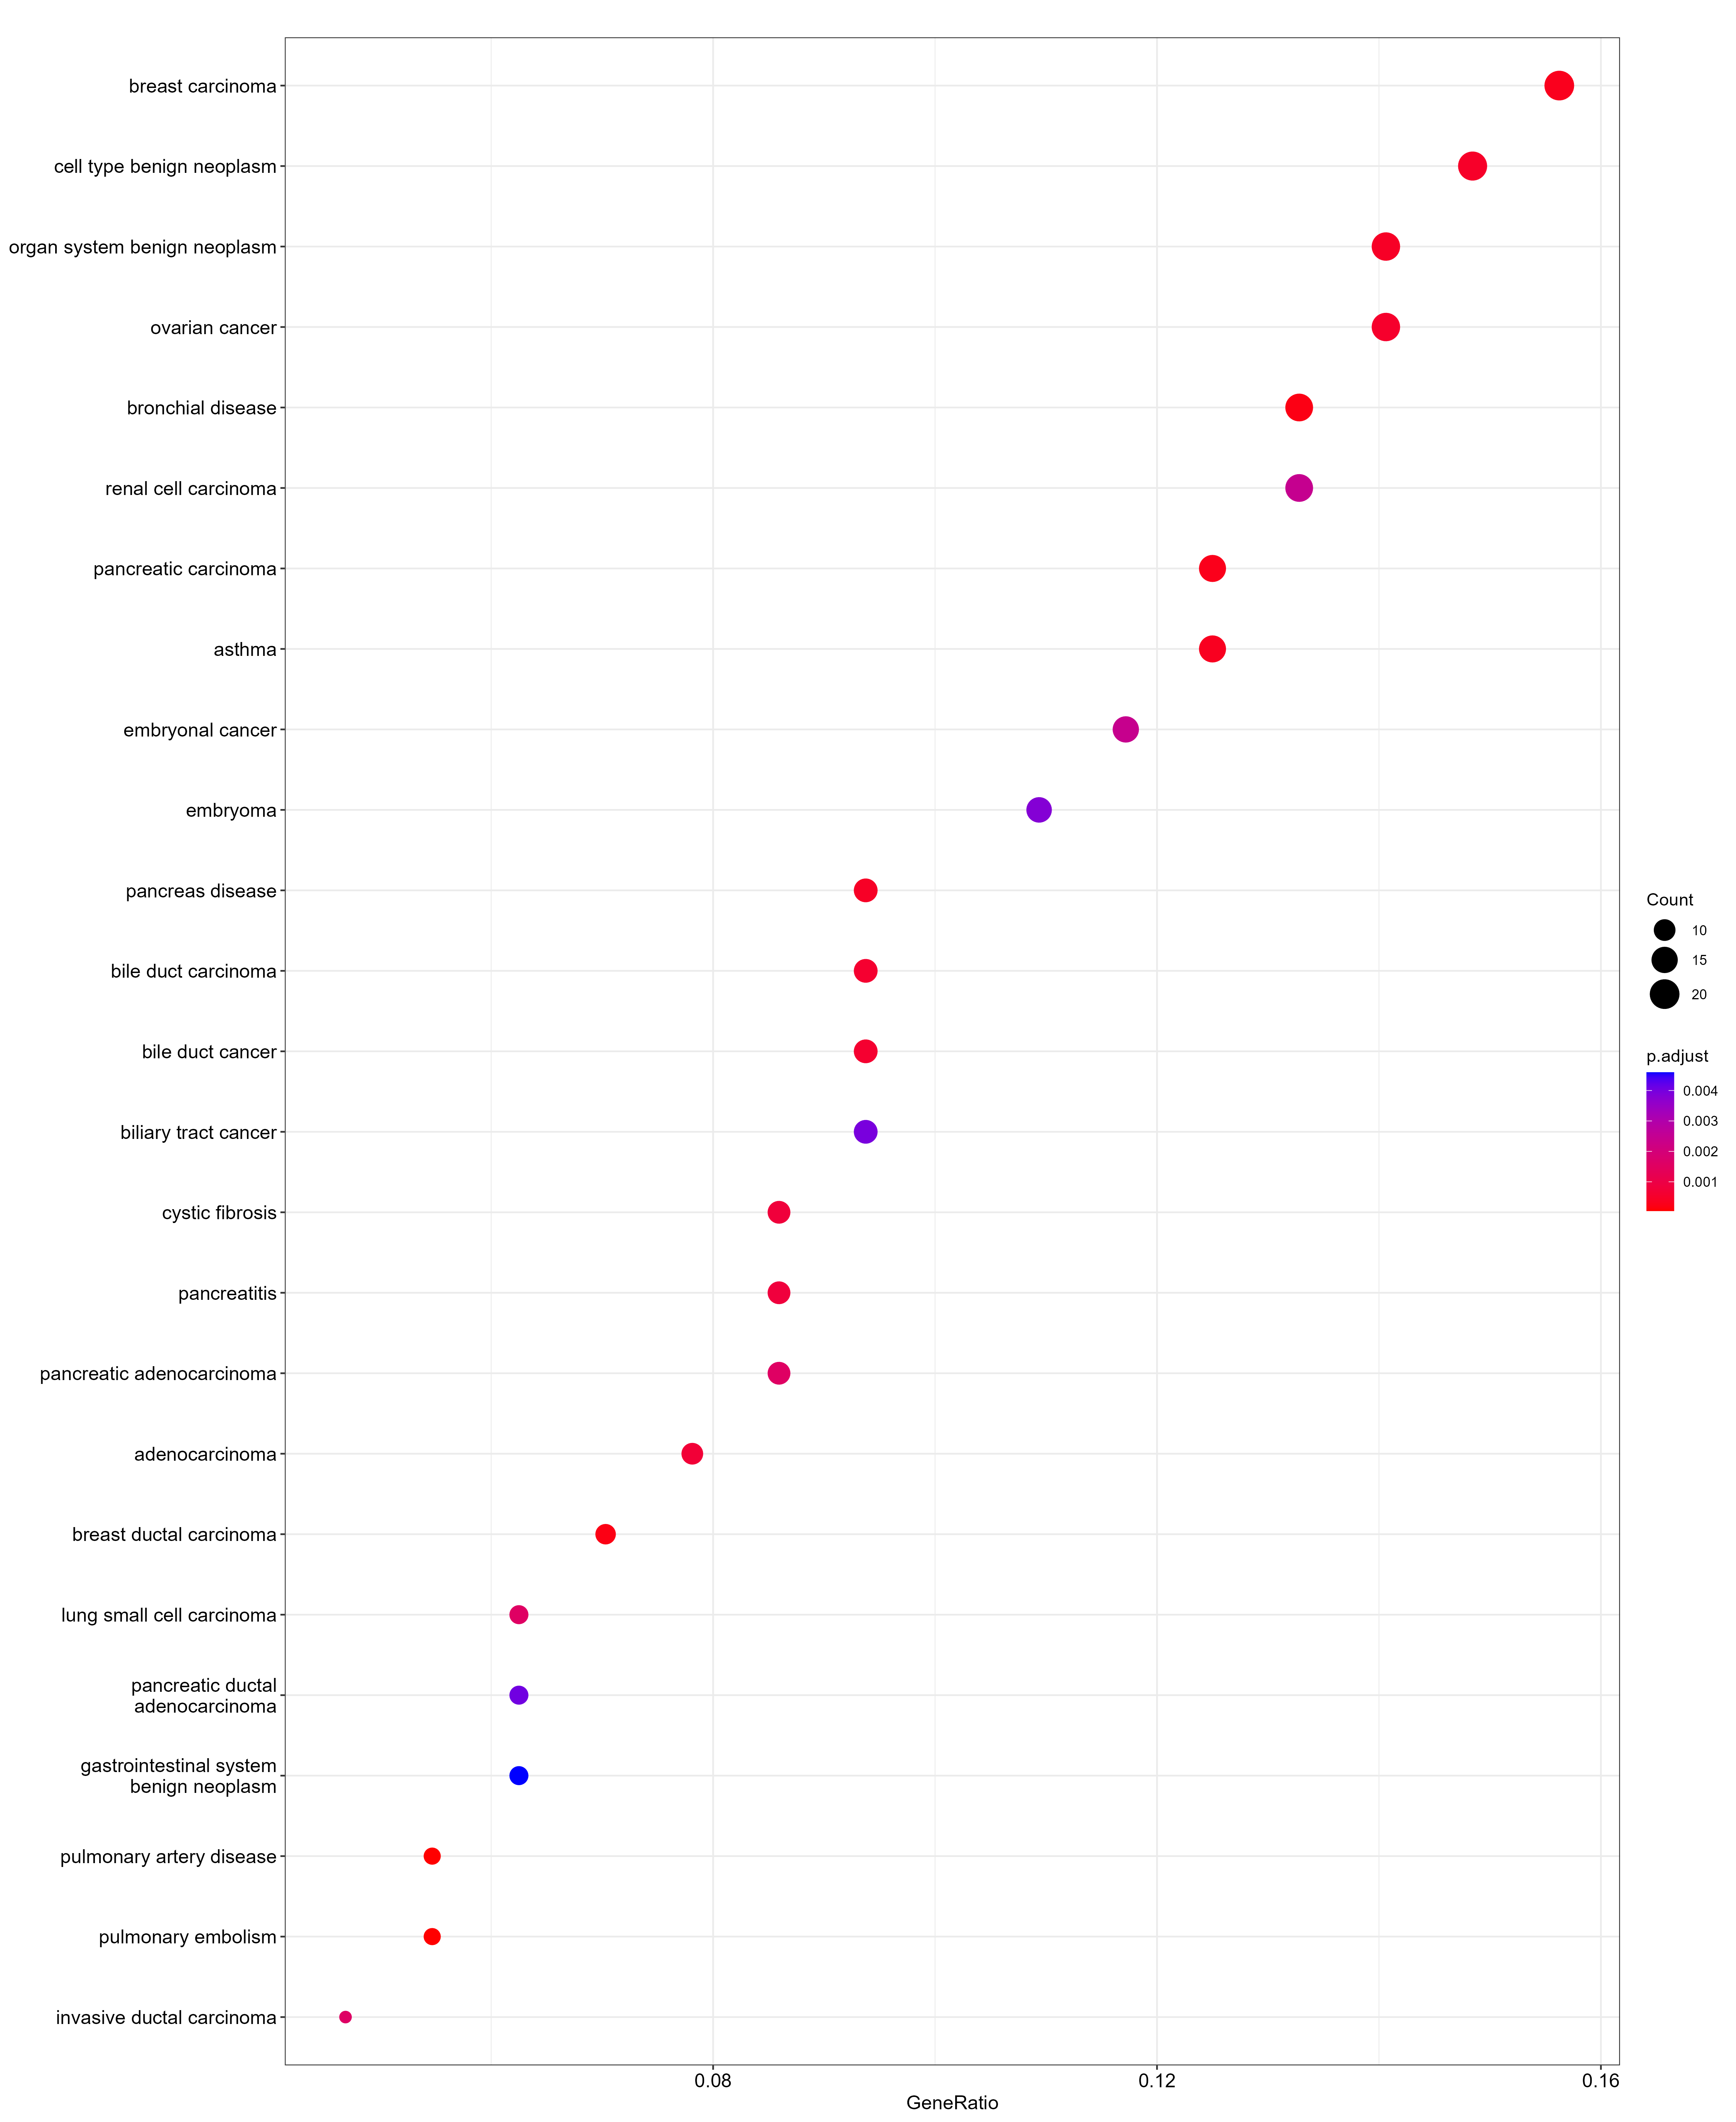 breast carcinoma
cell type benign neoplasm
organ system benign neoplasm
ovarian cancer
bronchial disease
renal cell carcinoma
pancreatic carcinoma
asthma
embryonal cancer
embryoma
pancreas disease
bile duct carcinoma
bile duct cancer
biliary tract cancer
cystic fibrosis
pancreatitis
pancreatic adenocarcinoma
adenocarcinoma
breast ductal carcinoma
lung small cell carcinoma
pancreatic ductal
adenocarcinoma
gastrointestinal system
benign neoplasm
pulmonary artery disease
pulmonary embolism
invasive ductal carcinoma
0.08
0.12
0.16
GeneRatio
Count
10
15
20
p.adjust
0.004
0.003
0.002
0.001